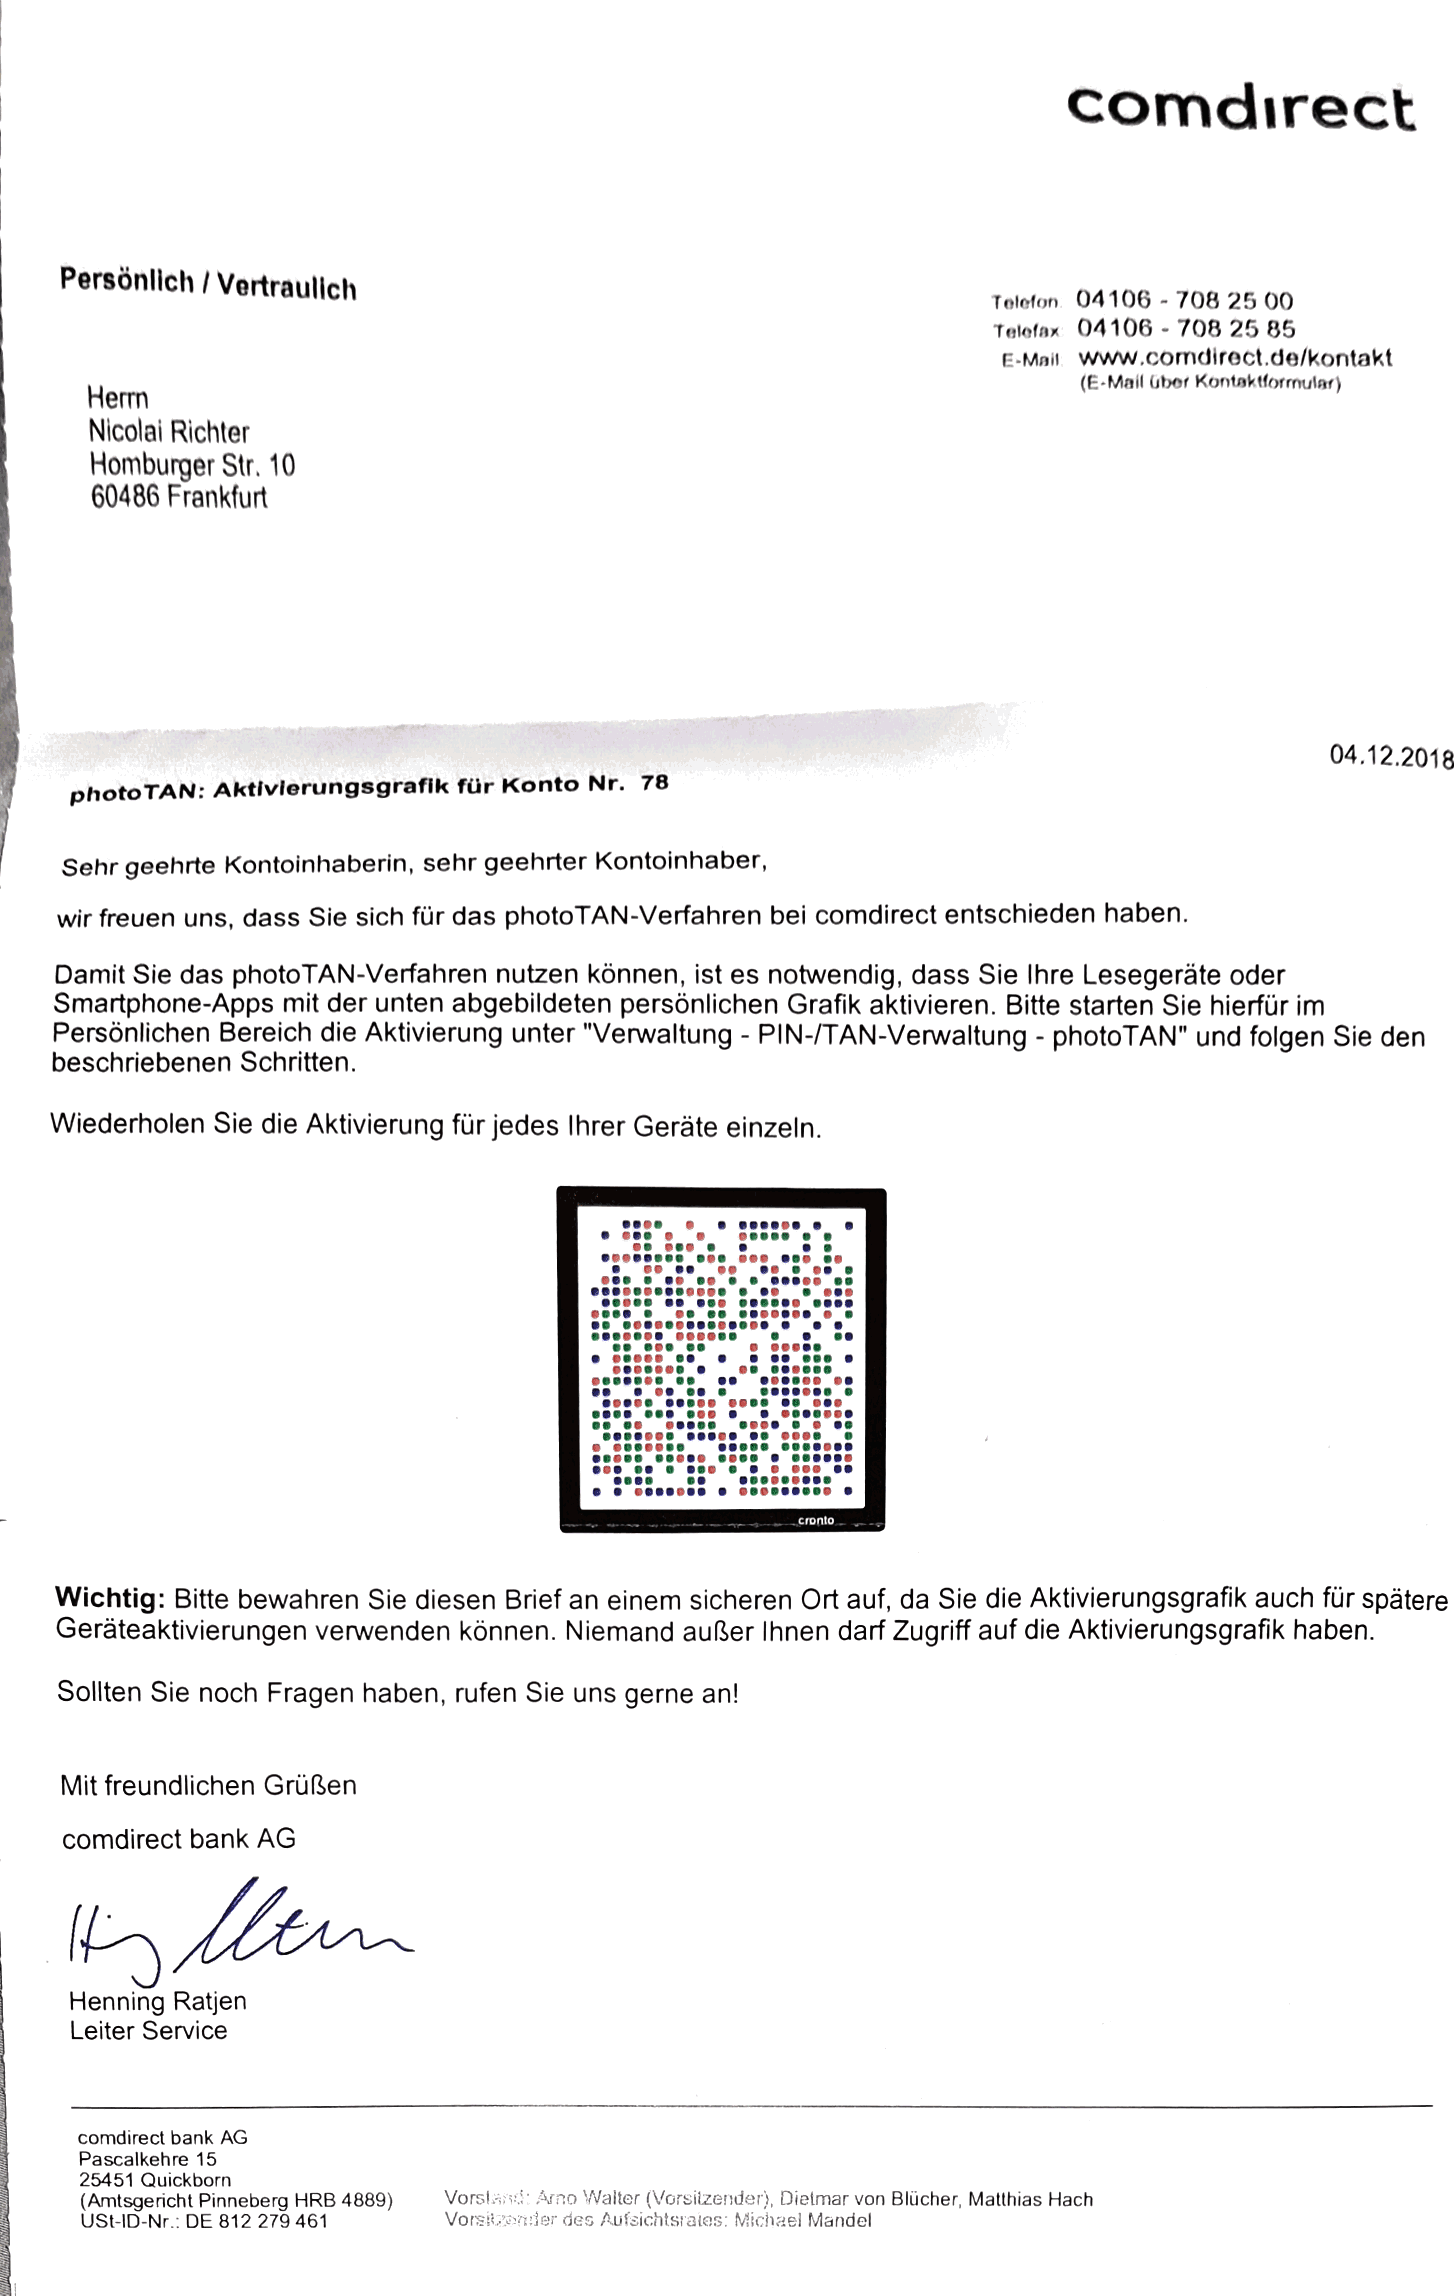 comdirect
Persönlich / Vertraulich
Telefon 04106 - 708 25 00
Telefax 04106 - 708 25 85
E-Mail www.comdirect.de/kontakt
(E-Mail über Kontaktformular)
Herrn
Nicolai Richter
Homburger Str. 10
60486 Frankfurt
04.12.2018
photoTAN: Aktivierungsgrafik für Konto Nr. 78
Sehr geehrte Kontoinhaberin, sehr geehrter Kontoinhaber,
wir freuen uns, dass Sie sich für das photoTAN-Verfahren bei comdirect entschieden haben.
Damit Sie das photoTAN-Verfahren nutzen können, ist es notwendig, dass Sie Ihre Lesegeräte oder
Smartphone-Apps mit der unten abgebildeten persönlichen Grafik aktivieren. Bitte starten Sie hierfür im
Persönlichen Bereich die Aktivierung unter "Verwaltung - PIN-/TAN-Verwaltung - photoTAN" und folgen Sie den
beschriebenen Schritten.
Wiederholen Sie die Aktivierung für jedes Ihrer Geräte einzeln.
cronto
Wichtig: Bitte bewahren Sie diesen Brief an einem sicheren Ort auf, da Sie die Aktivierungsgrafik auch für spätere
Geräteaktivierungen verwenden können. Niemand außer Ihnen darf Zugriff auf die Aktivierungsgrafik haben.
Sollten Sie noch Fragen haben, rufen Sie uns gerne an!
Mit freundlichen Grüßen
comdirect bank AG
Henning Ratjen
Leiter Service
comdirect bank AG
Pascalkehre 15
25451 Quickborn
(Amtsgericht Pinneberg HRB 4889)
USt-ID-Nr.: DE 812 279 461
Vorstand: Arno Walter (Vorsitzender), Dietmar von Blücher, Matthias Hach
Vorsitzender des Aufsichtsrates: Michael Mandel